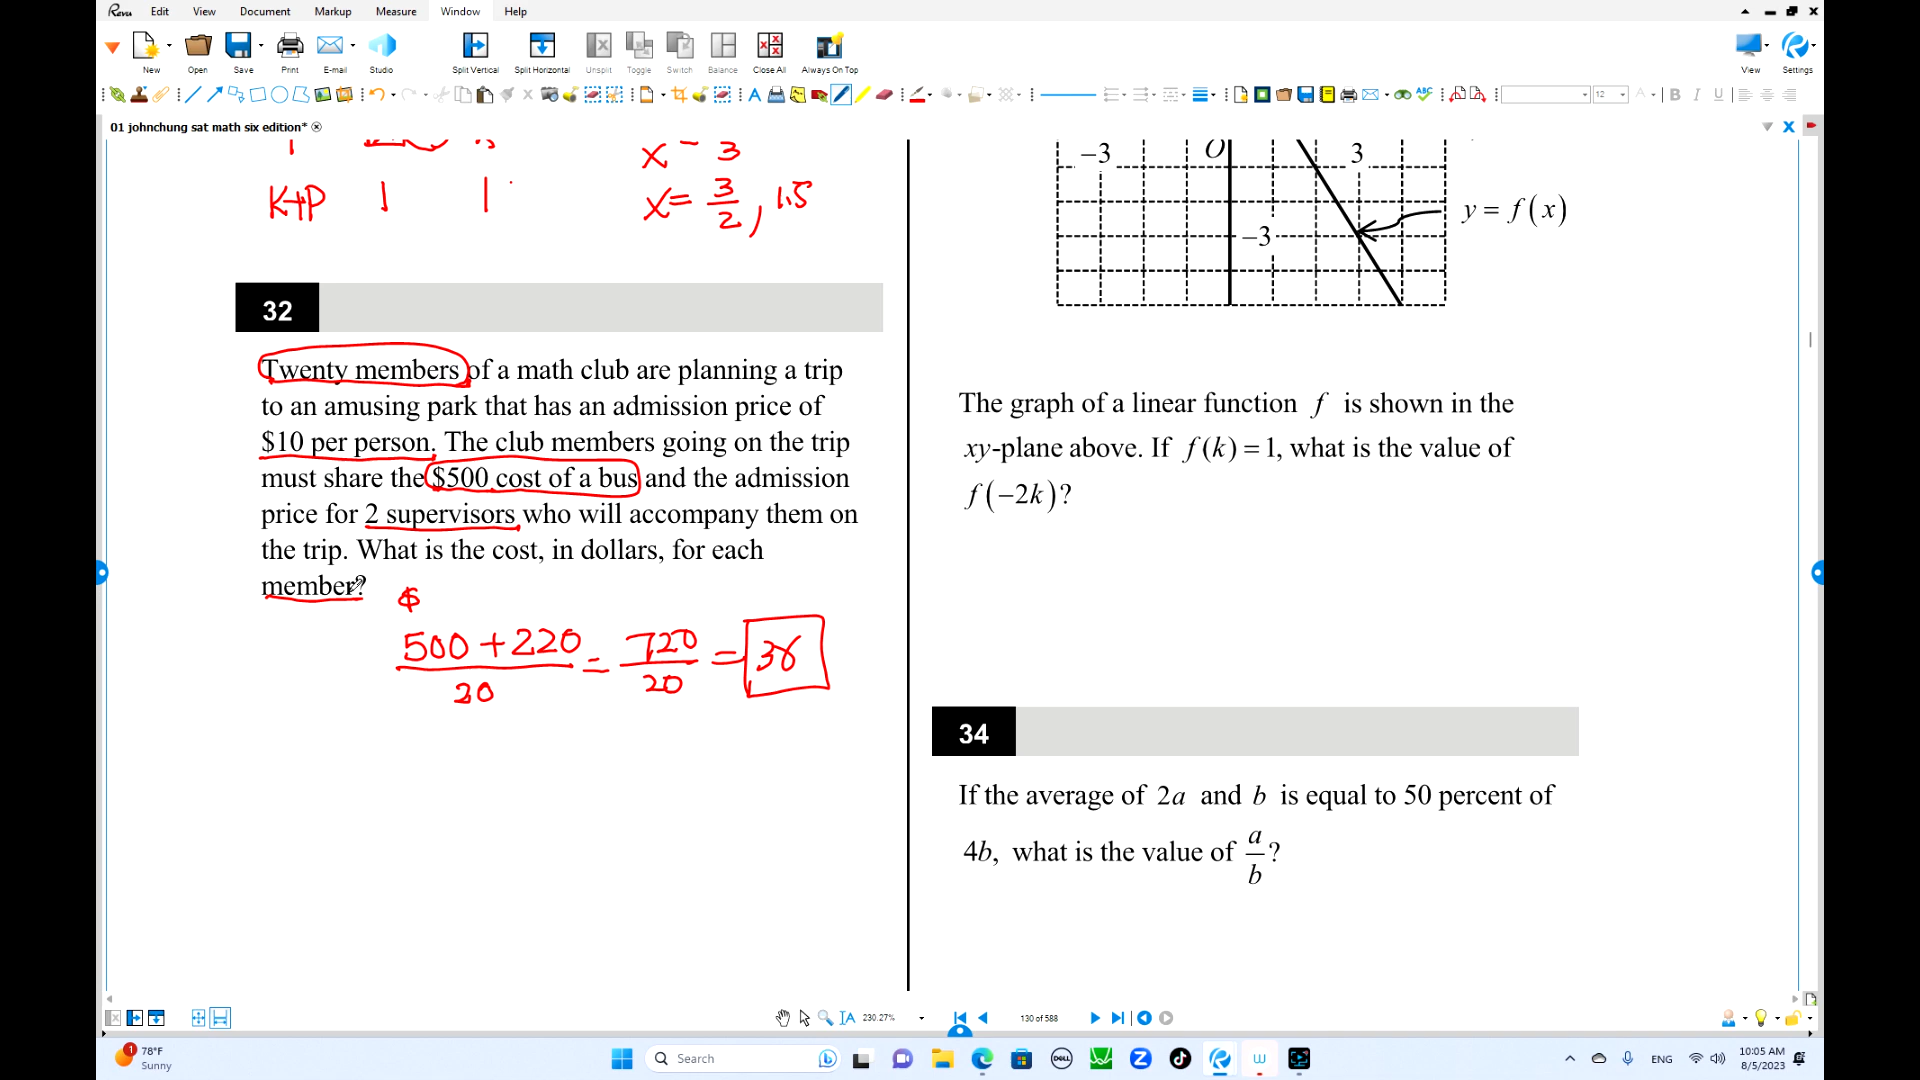 Revu Edit View Document Markup Measure Window Help
New Open Save Print E-mail Studio Split Vertical Split Horizontal Unsplit Toggle Switch Balance Close All Always On Top View Settings
12
01 johnchung sat math six edition*
x - 3
K+P 1 1
x = 3/2, 1.5
32
Twenty members of a math club are planning a trip
to an amusing park that has an admission price of
$10 per person. The club members going on the trip
must share the $500 cost of a bus and the admission
price for 2 supervisors who will accompany them on
the trip. What is the cost, in dollars, for each
member?
$
500 + 220 / 20 = 720 / 20 = 36
−3 O 3
y = f(x)
−3
The graph of a linear function f is shown in the
xy-plane above. If f(k) = 1, what is the value of
f(−2k)?
34
If the average of 2a and b is equal to 50 percent of
4b, what is the value of a/b?
230.27% 130 of 588
1 78°F
Sunny
Search
DELL
ENG
10:05 AM
8/5/2023